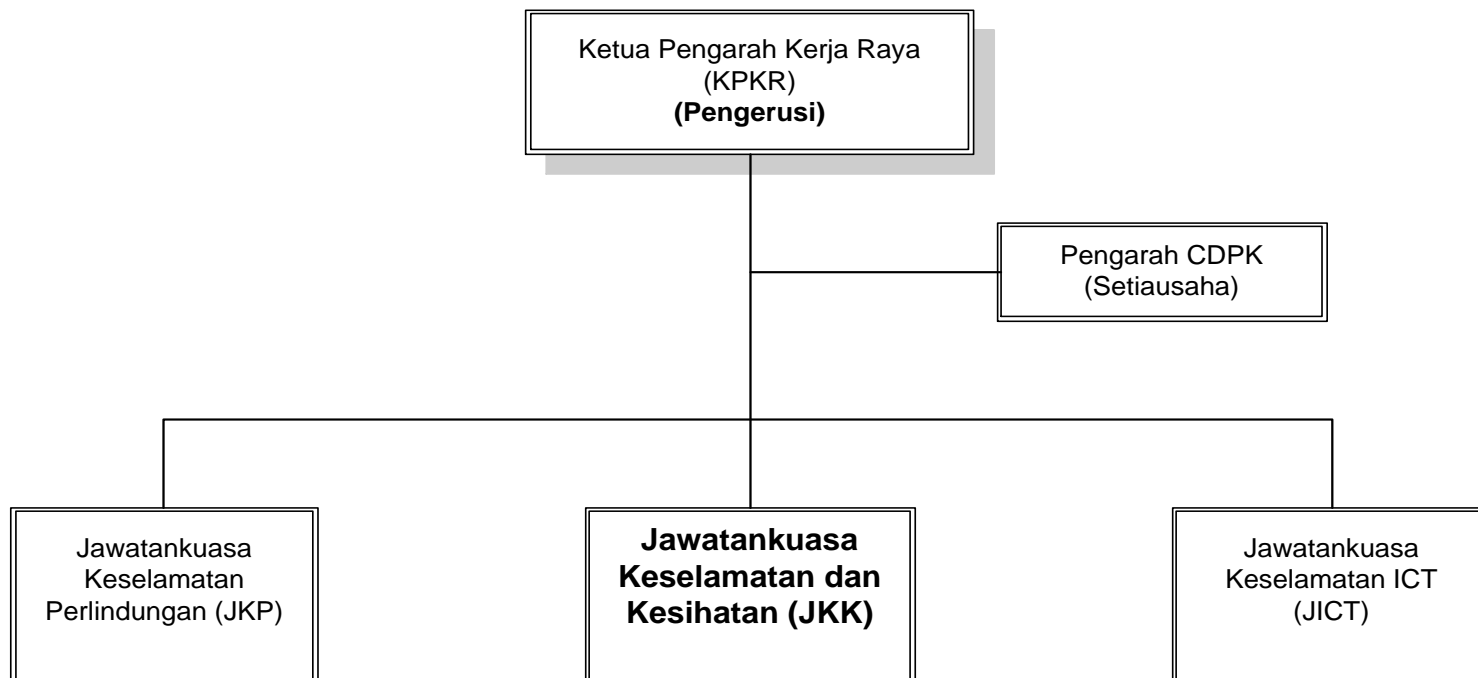 Ketua Pengarah Kerja Raya
(KPKR)
(Pengerusi)
Pengarah CDPK
(Setiausaha)
Jawatankuasa
Keselamatan
Perlindungan (JKP)
Jawatankuasa
Keselamatan dan
Kesihatan (JKK)
Jawatankuasa
Keselamatan ICT
(JICT)